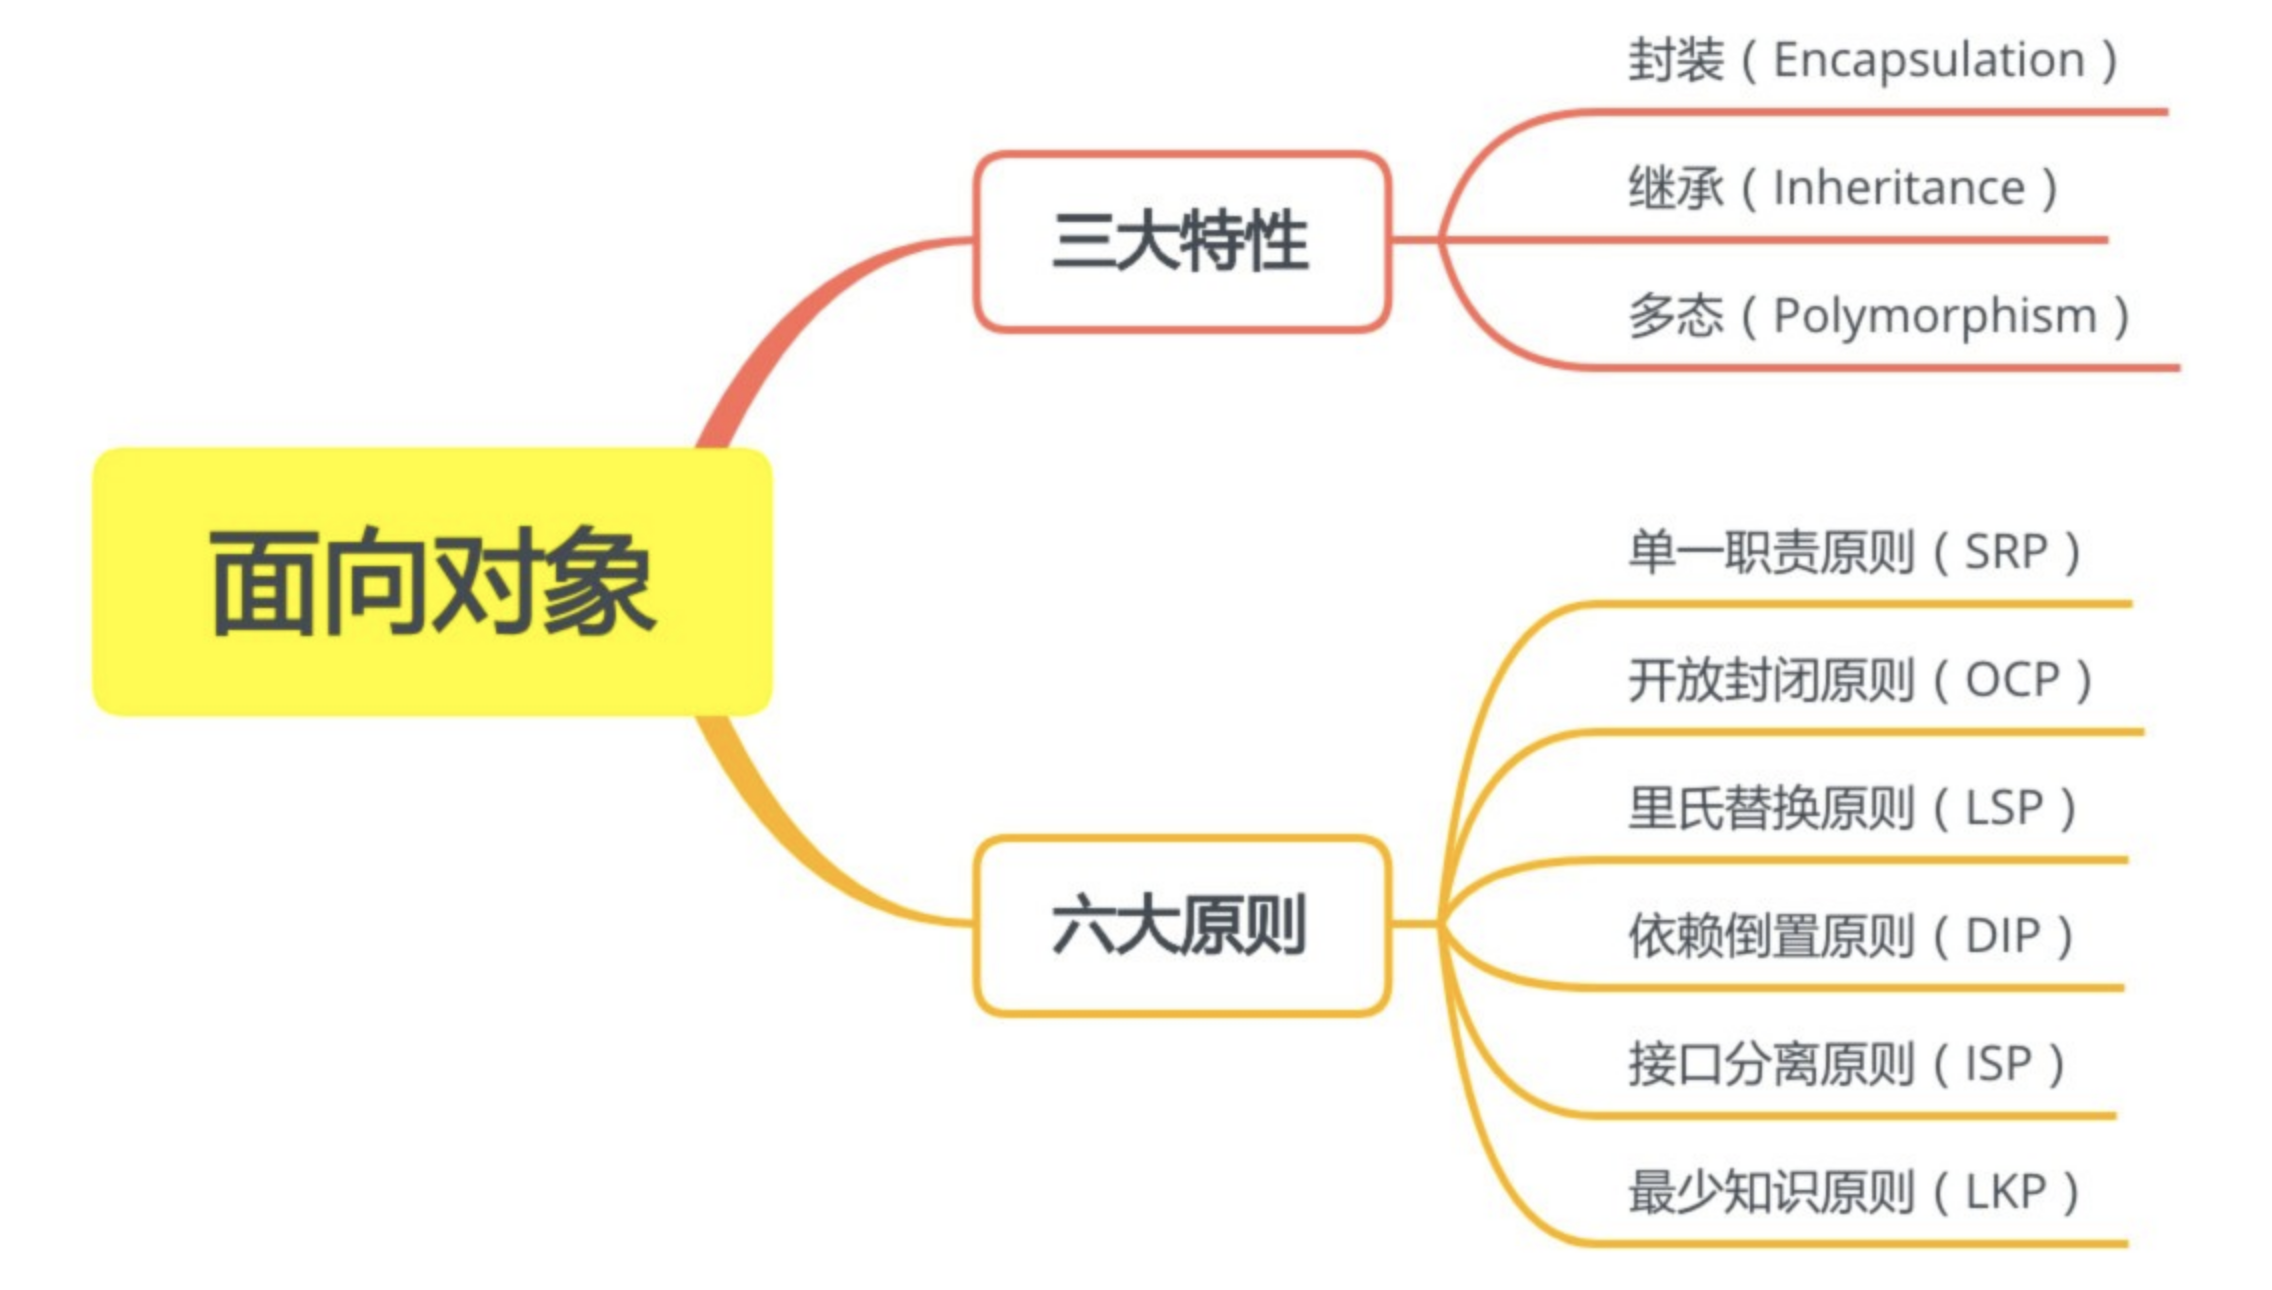 面向对象
三大特性
封装（Encapsulation）
继承（Inheritance）
多态（Polymorphism）
六大原则
单一职责原则（SRP）
开放封闭原则（OCP）
里氏替换原则（LSP）
依赖倒置原则（DIP）
接口分离原则（ISP）
最少知识原则（LKP）